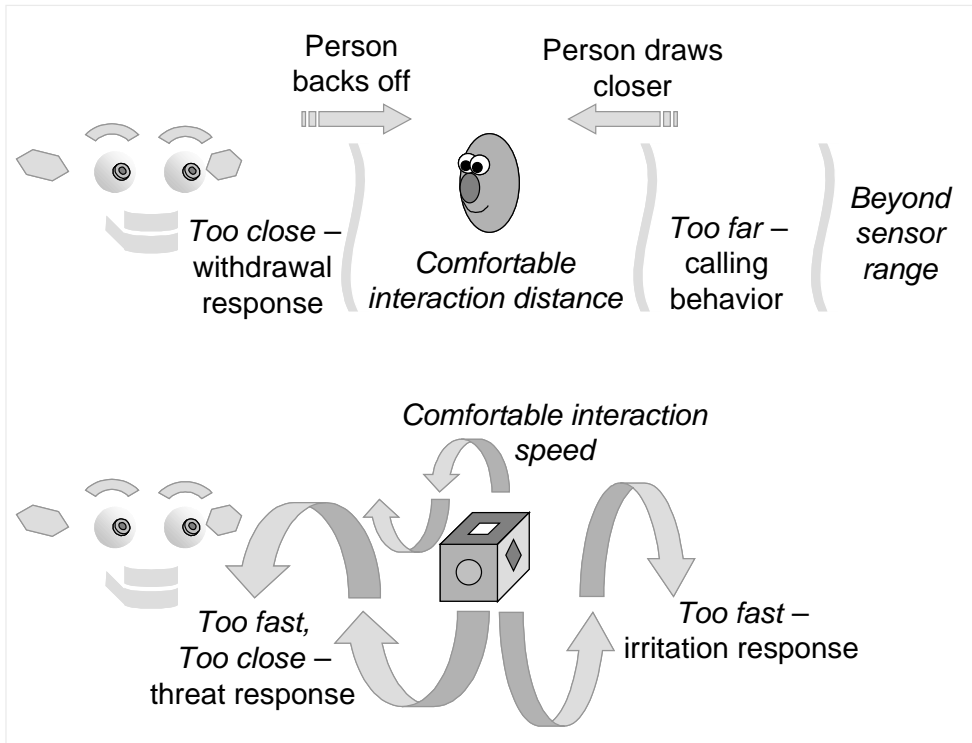 Person
backs off
Person draws
closer
Too close –
withdrawal
response
Comfortable
interaction distance
Too far –
calling
behavior
Beyond
sensor
range
Comfortable interaction
speed
Too fast,
Too close –
threat response
Too fast –
irritation response